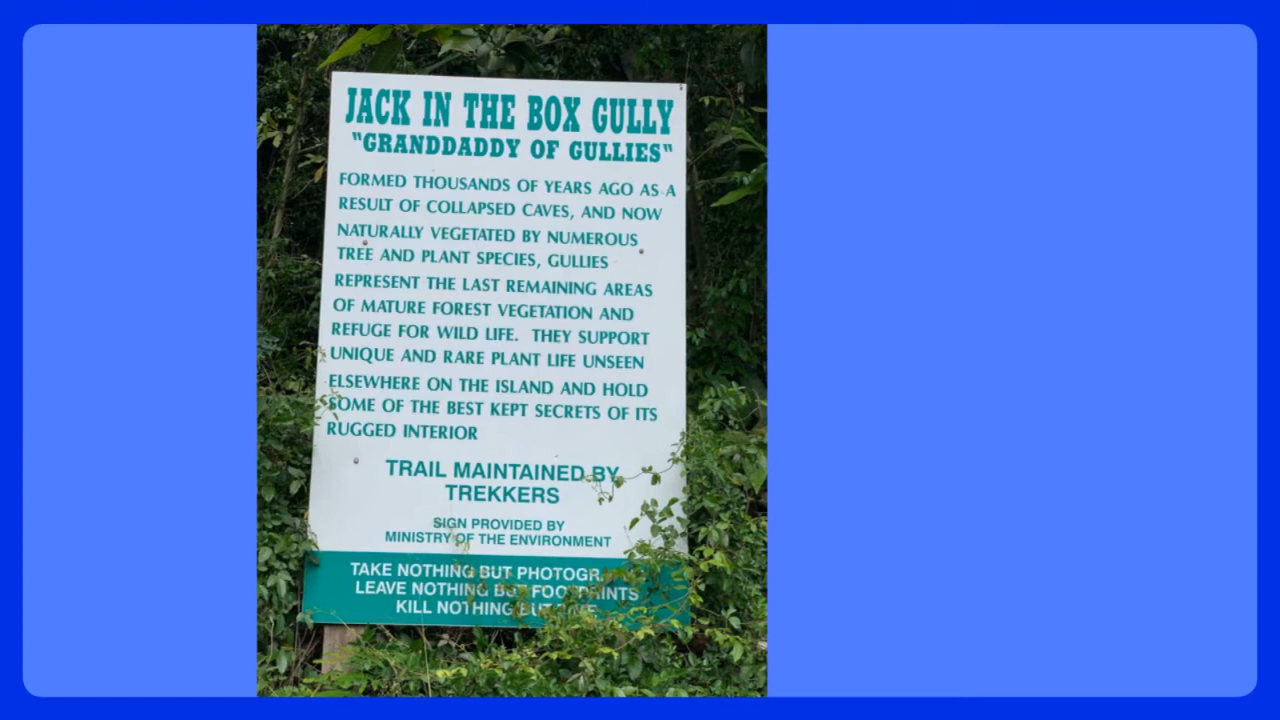 JACK IN THE BOX GULLY
"GRANDDADDY OF GULLIES"
FORMED THOUSANDS OF YEARS AGO AS A
RESULT OF COLLAPSED CAVES, AND NOW
NATURALLY VEGETATED BY NUMEROUS
TREE AND PLANT SPECIES, GULLIES
REPRESENT THE LAST REMAINING AREAS
OF MATURE FOREST VEGETATION AND
REFUGE FOR WILD LIFE. THEY SUPPORT
UNIQUE AND RARE PLANT LIFE UNSEEN
ELSEWHERE ON THE ISLAND AND HOLD
SOME OF THE BEST KEPT SECRETS OF ITS
RUGGED INTERIOR
TRAIL MAINTAINED BY
TREKKERS
SIGN PROVIDED BY
MINISTRY OF THE ENVIRONMENT
TAKE NOTHING BUT
LEAVE NOTHING BUT FOOTPRINTS
KILL NOTHING BUT